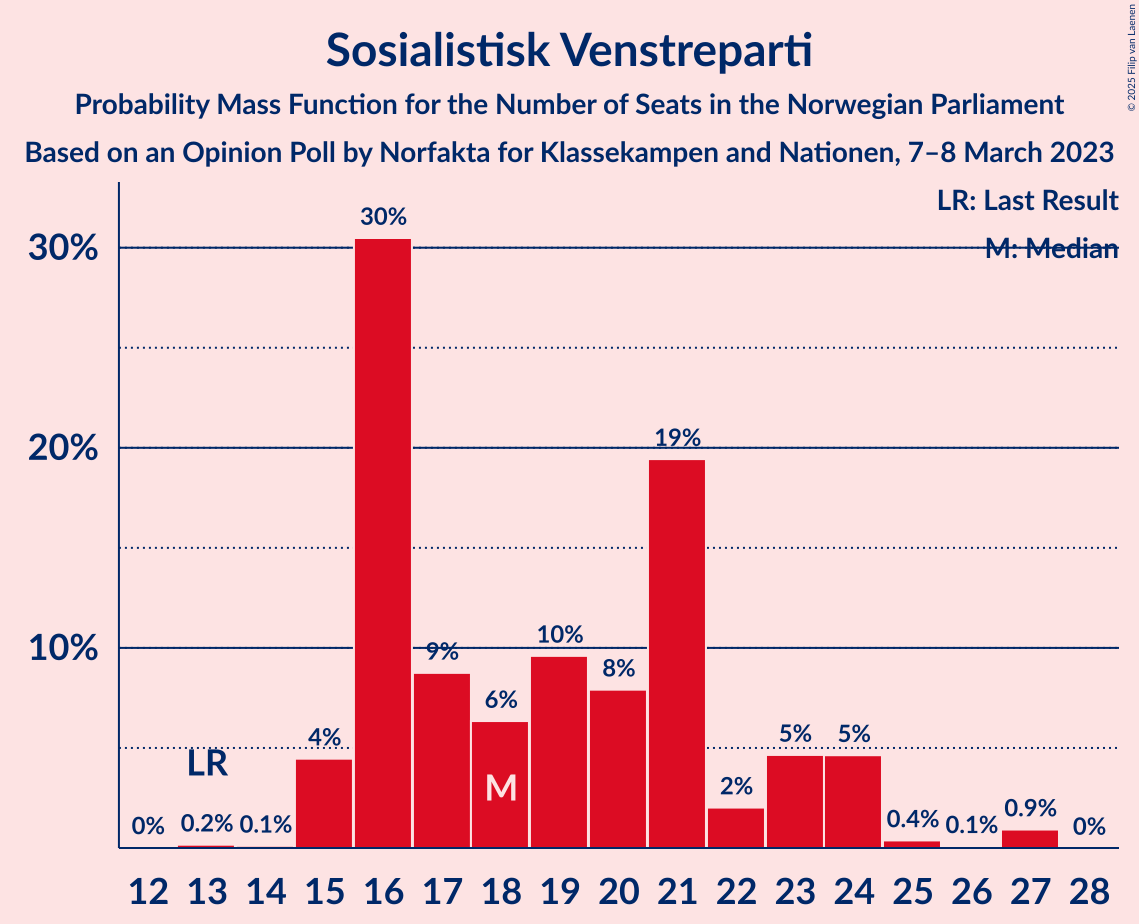 Sosialistisk Venstreparti
Probability Mass Function for the Number of Seats in the Norwegian Parliament
Based on an Opinion Poll by Norfakta for Klassekampen and Nationen, 7–8 March 2023
© 2025 Filip van Laenen
LR: Last Result
M: Median
30%
20%
10%
0%
0.2%
0.1%
4%
30%
9%
6%
10%
8%
19%
2%
5%
5%
0.4%
0.1%
0.9%
0%
LR
M
12 13 14 15 16 17 18 19 20 21 22 23 24 25 26 27 28